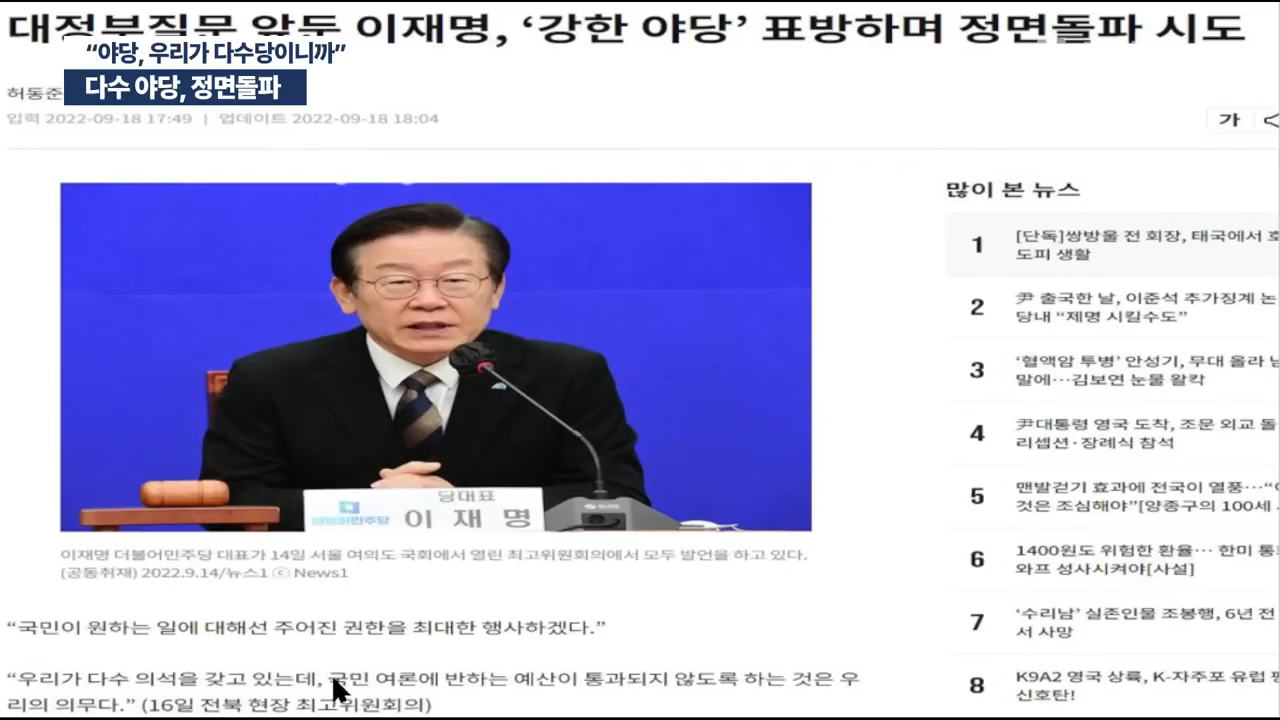 대정부질문 앞둔 이재명, ‘강한 야당’ 표방하며 정면돌파 시도
“야당, 우리가 다수당이니까”
다수 야당, 정면돌파
허동준
입력 2022-09-18 17:49 | 업데이트 2022-09-18 18:04
가
당대표
더불어민주당 이재명
이재명 더불어민주당 대표가 14일 서울 여의도 국회에서 열린 최고위원회의에서 모두 발언을 하고 있다.
(공동취재) 2022.9.14/뉴스1 ⓒ News1
“국민이 원하는 일에 대해선 주어진 권한을 최대한 행사하겠다.”
“우리가 다수 의석을 갖고 있는데, 국민 여론에 반하는 예산이 통과되지 않도록 하는 것은 우
리의 의무다.” (16일 전북 현장 최고위원회의)
많이 본 뉴스
1 [단독]쌍방울 전 회장, 태국에서
도피 생활
2 尹 출국한 날, 이준석 추가징계 논
당내 “제명 시킬수도”
3 ‘혈액암 투병’ 안성기, 무대 올라
말에…김보연 눈물 왈칵
4 尹대통령 영국 도착, 조문 외교 돌
리셉션·장례식 참석
5 맨발걷기 효과에 전국이 열풍…
것은 조심해야”[양종구의 100세
6 1400원도 위험한 환율… 한미 통
와프 성사시켜야[사설]
7 ‘수리남’ 실존인물 조봉행, 6년 전
서 사망
8 K9A2 영국 상륙, K-자주포 유럽
신호탄!